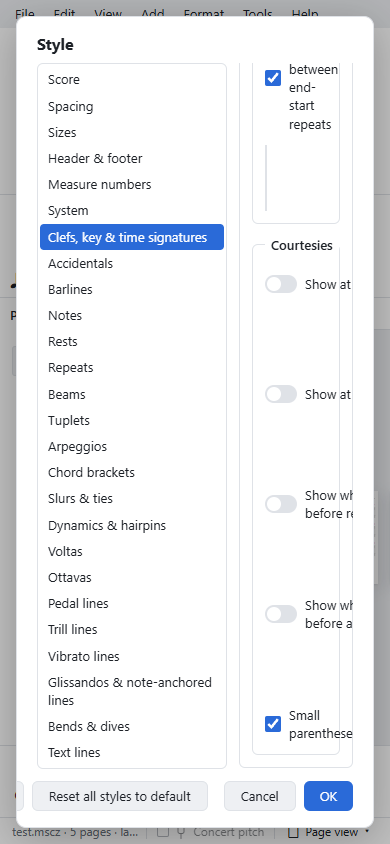 File Edit View Add Format Tools Help
Style
Score
Spacing
Sizes
Header & footer
Measure numbers
System
Clefs, key & time signatures
Accidentals
Barlines
Notes
Rests
Repeats
Beams
Tuplets
Arpeggios
Chord brackets
Slurs & ties
Dynamics & hairpins
Voltas
Ottavas
Pedal lines
Trill lines
Vibrato lines
Glissandos & note-anchored
lines
Bends & dives
Text lines
between
end-
start
repeats
Courtesies
Show at
Show at
Show
before
Show
before
Small
Reset all styles to default
Cancel
OK
test.mscz · 5 pages · la...
Concert pitch
Page view